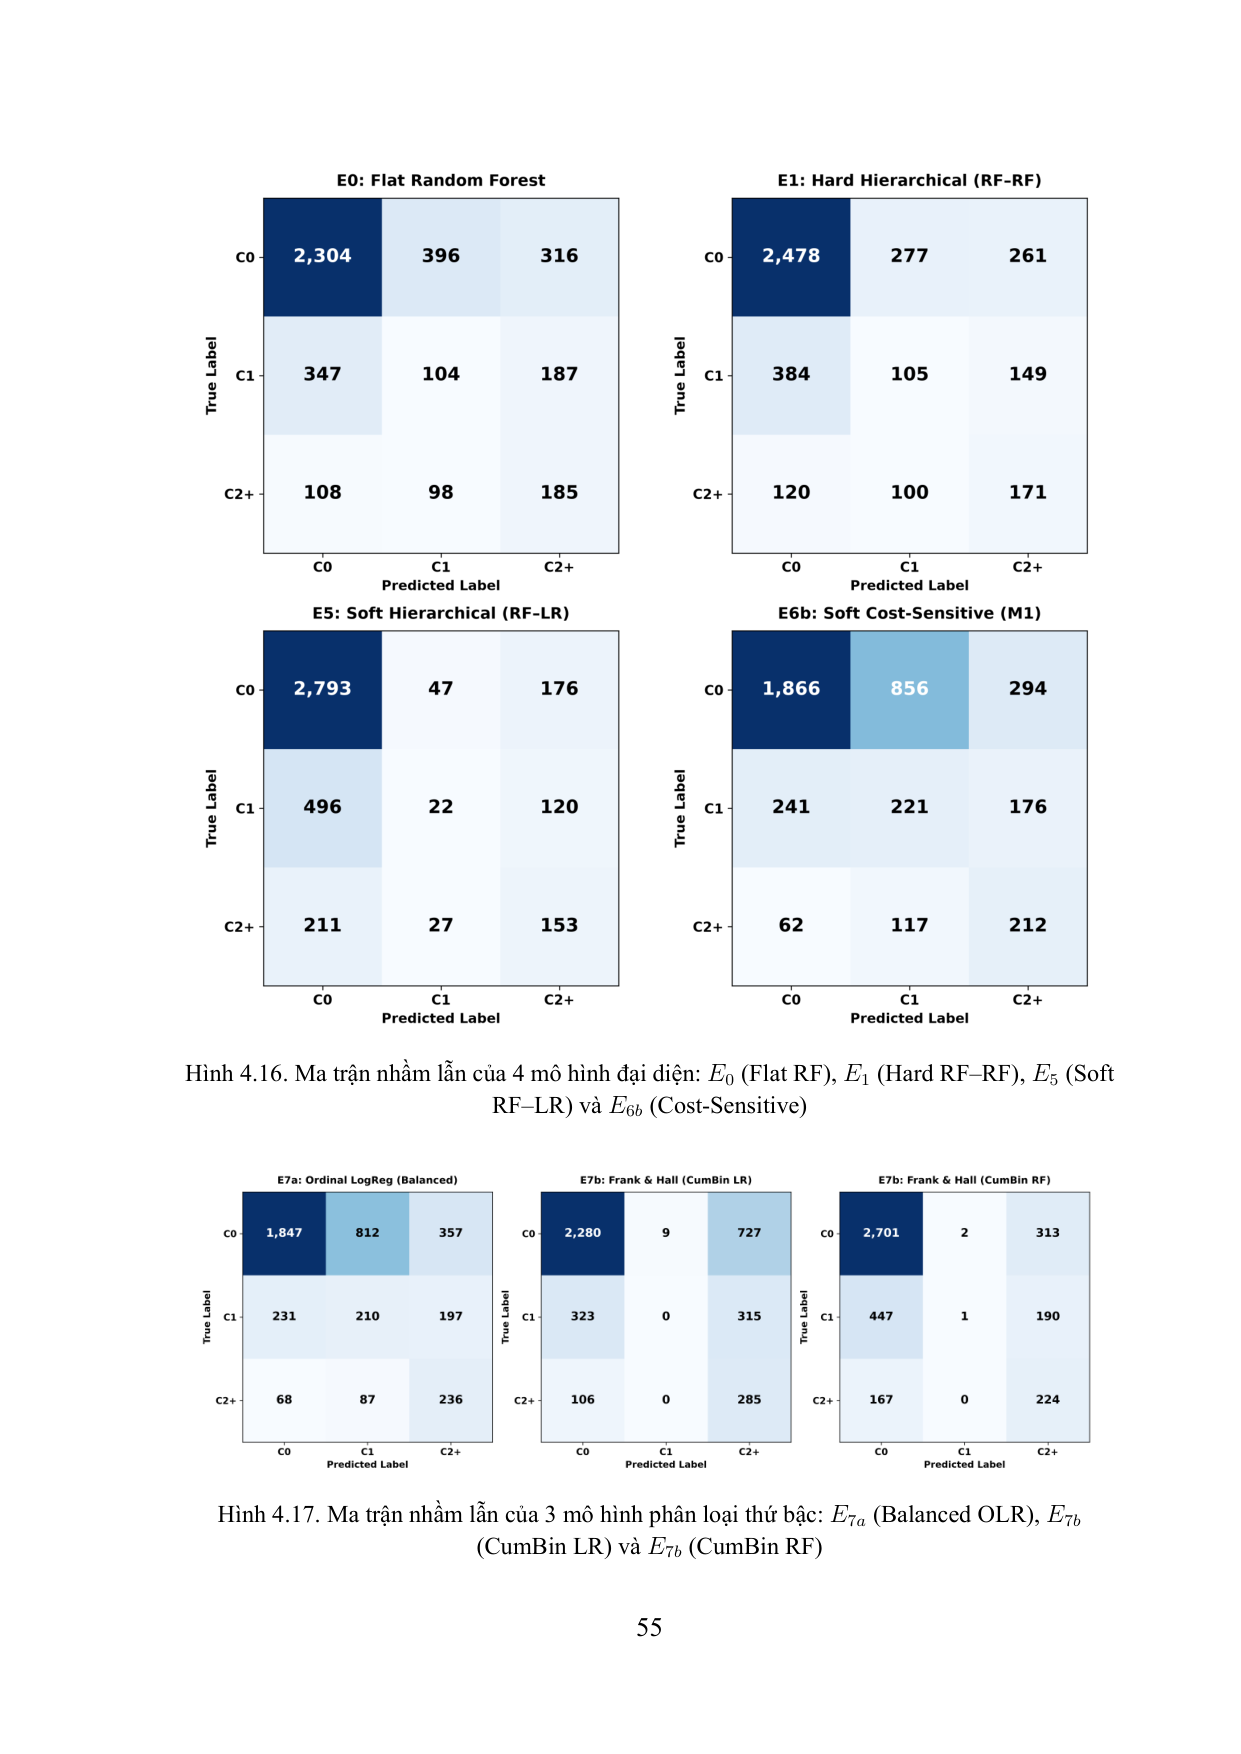 E0: Flat Random Forest
True Label
C0 2,304 396 316
C1 347 104 187
C2+ 108 98 185
C0 C1 C2+
Predicted Label
E1: Hard Hierarchical (RF–RF)
True Label
C0 2,478 277 261
C1 384 105 149
C2+ 120 100 171
C0 C1 C2+
Predicted Label
E5: Soft Hierarchical (RF–LR)
True Label
C0 2,793 47 176
C1 496 22 120
C2+ 211 27 153
C0 C1 C2+
Predicted Label
E6b: Soft Cost-Sensitive (M1)
True Label
C0 1,866 856 294
C1 241 221 176
C2+ 62 117 212
C0 C1 C2+
Predicted Label
Hình 4.16. Ma trận nhầm lẫn của 4 mô hình đại diện: E0 (Flat RF), E1 (Hard RF–RF), E5 (Soft
RF–LR) và E6b (Cost-Sensitive)
E7a: Ordinal LogReg (Balanced)
True Label
C0 1,847 812 357
C1 231 210 197
C2+ 68 87 236
C0 C1 C2+
Predicted Label
E7b: Frank & Hall (CumBin LR)
True Label
C0 2,280 9 727
C1 323 0 315
C2+ 106 0 285
C0 C1 C2+
Predicted Label
E7b: Frank & Hall (CumBin RF)
True Label
C0 2,701 2 313
C1 447 1 190
C2+ 167 0 224
C0 C1 C2+
Predicted Label
Hình 4.17. Ma trận nhầm lẫn của 3 mô hình phân loại thứ bậc: E7a (Balanced OLR), E7b
(CumBin LR) và E7b (CumBin RF)
55